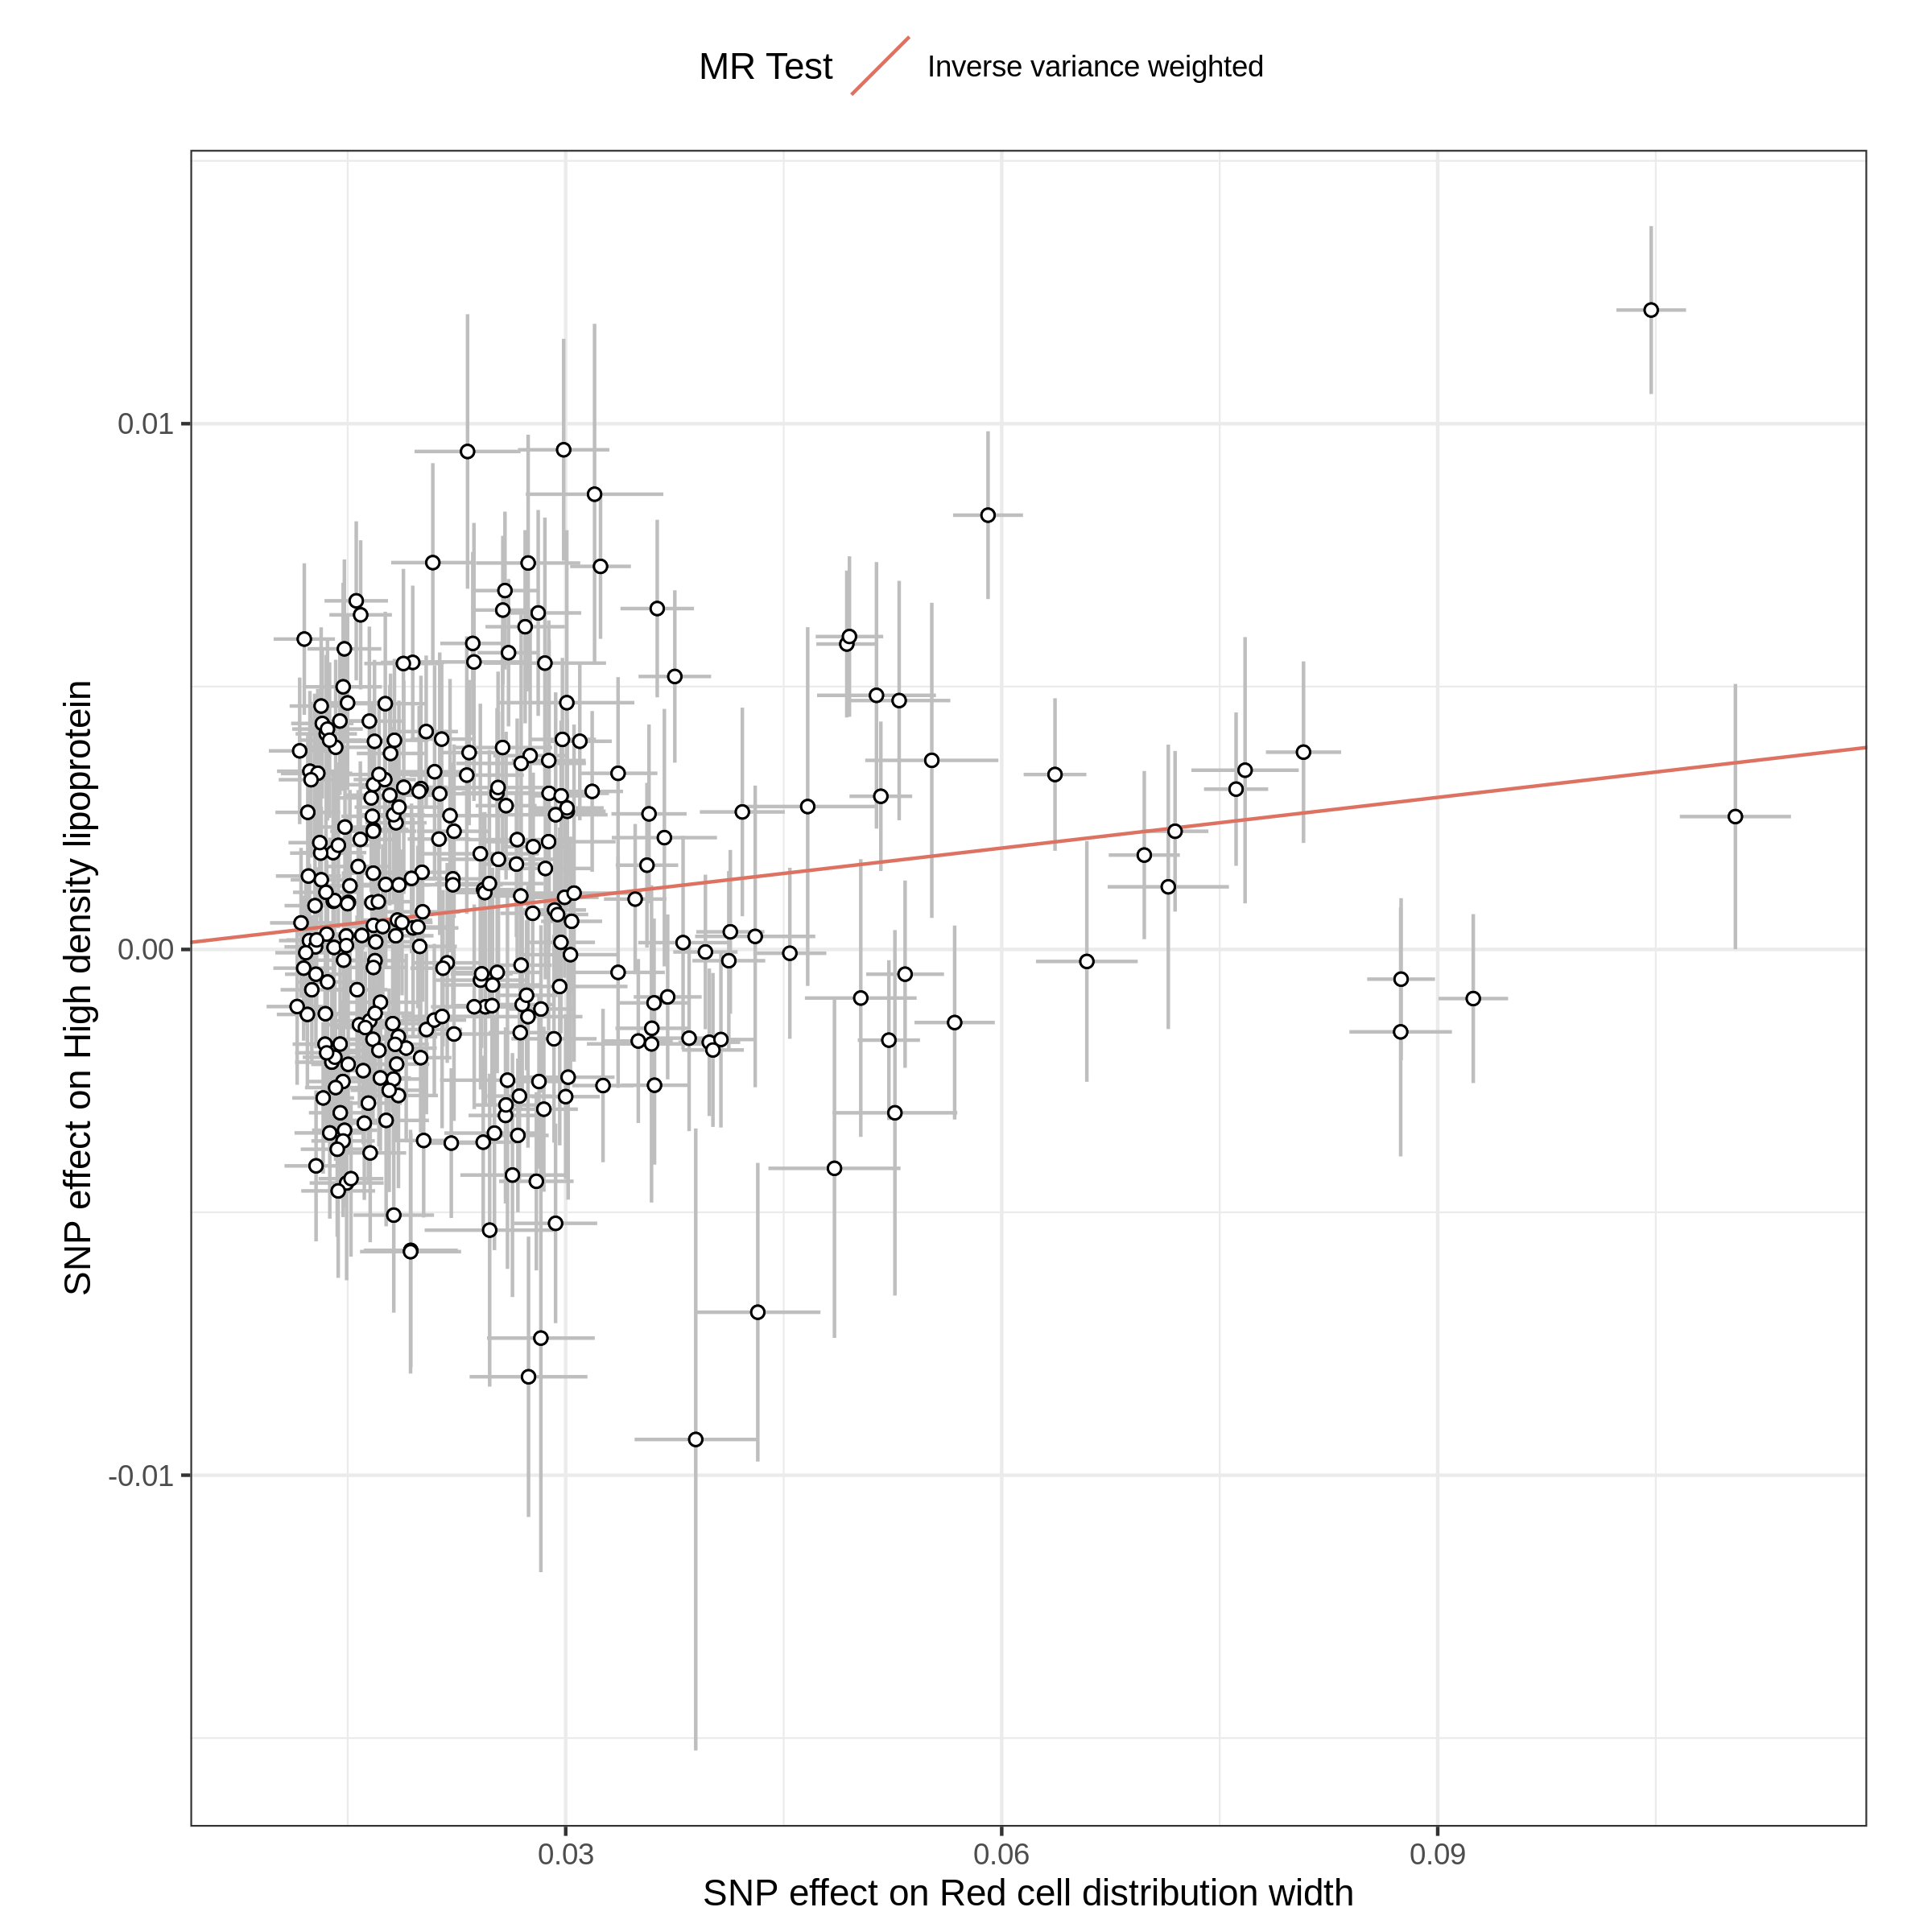 MR Test
Inverse variance weighted
SNP effect on High density lipoprotein
0.01
0.00
-0.01
0.03
0.06
0.09
SNP effect on Red cell distribution width